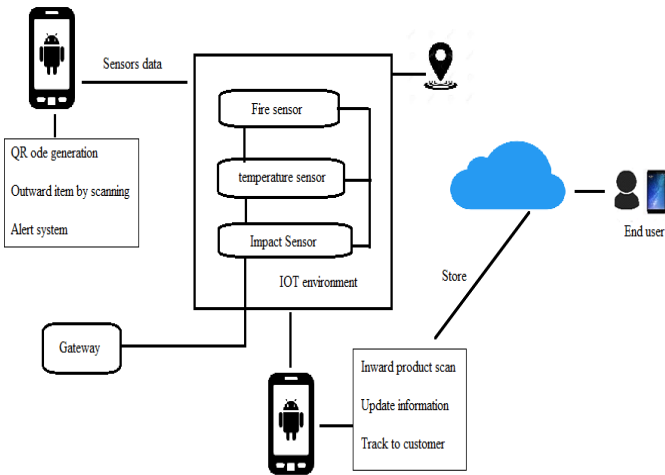 Sensors data
Fire sensor
temperature sensor
Impact Sensor
IOT environment
QR ode generation
Outward item by scanning
Alert system
Gateway
Store
End user
Inward product scan
Update information
Track to customer